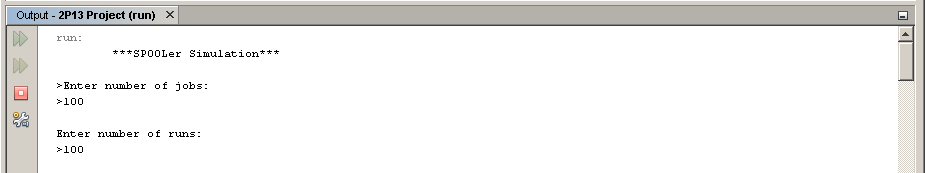 Output - 2P13 Project (run)
run:
***SPOOLer Simulation***
>Enter number of jobs:
>100
Enter number of runs:
>100